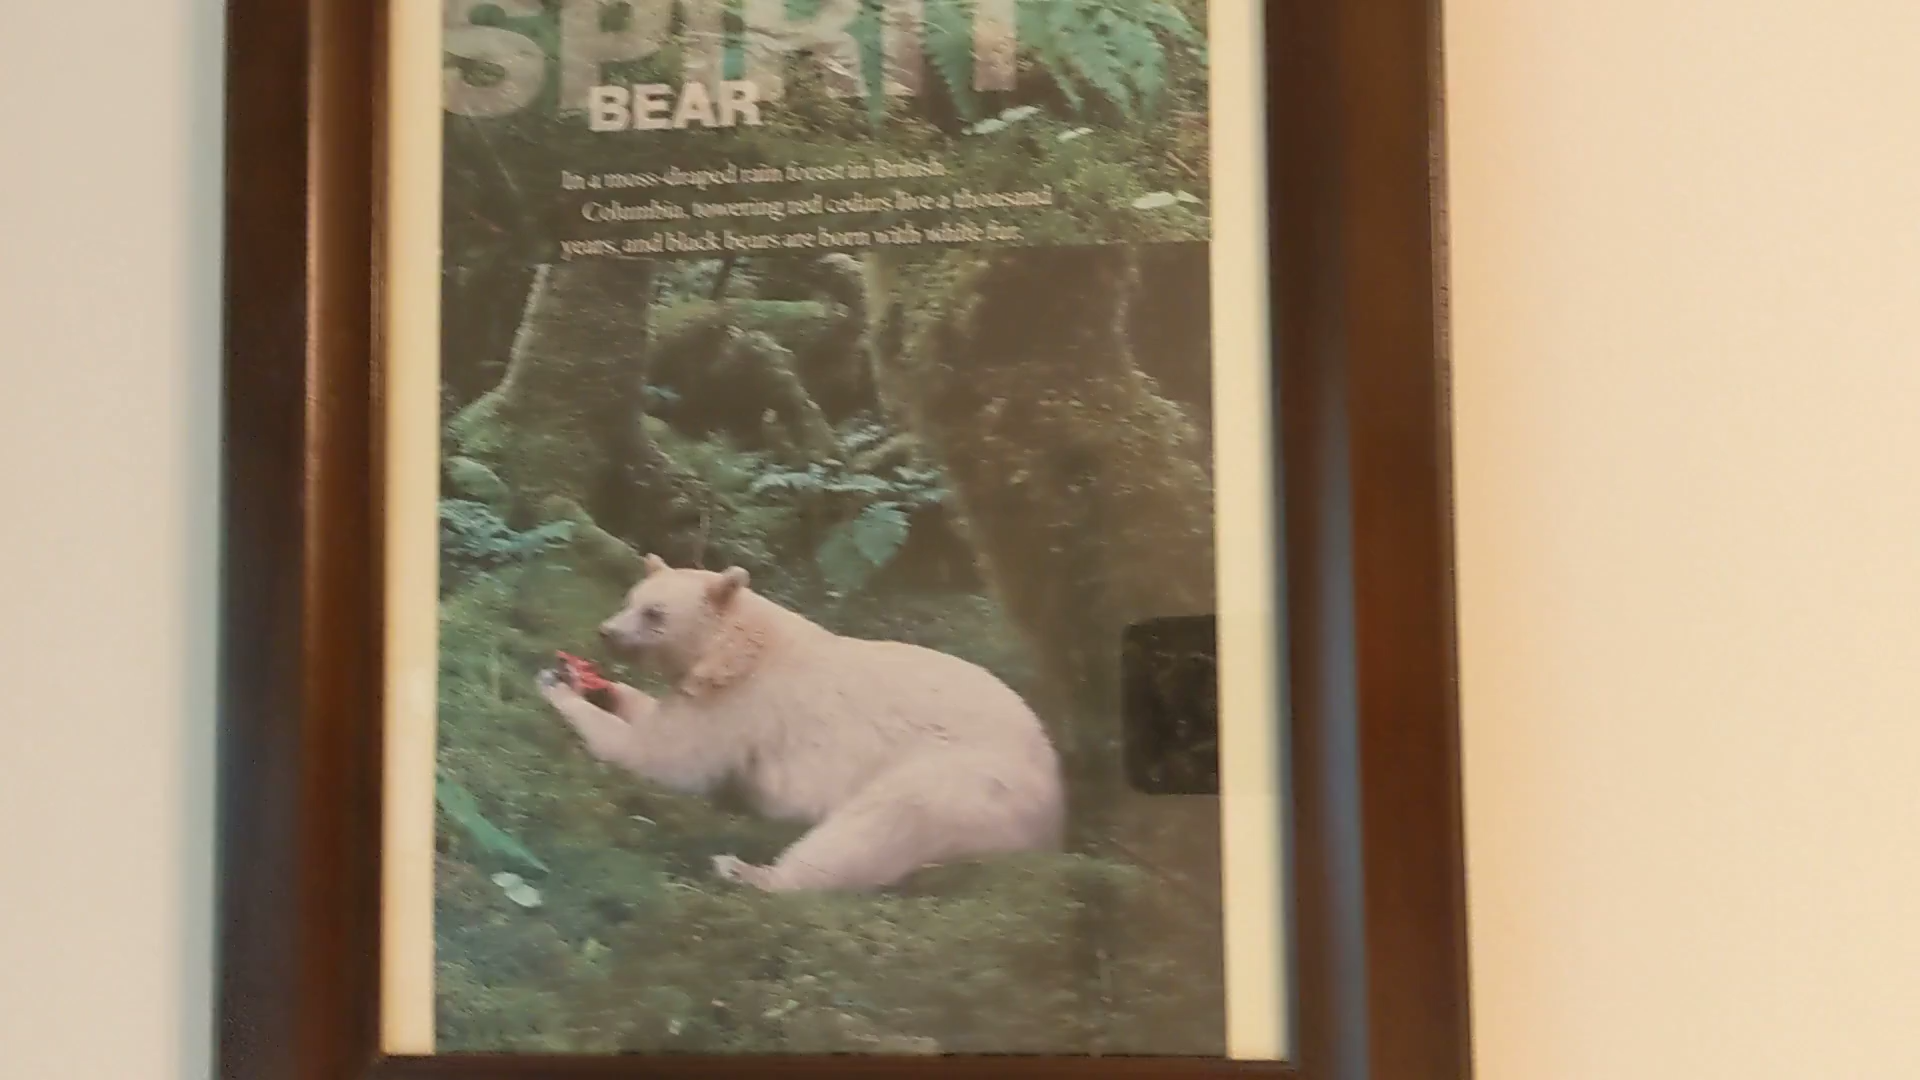 SPIRIT
BEAR
In a moss-draped rain forest in British
Columbia, towering red cedars live a thousand
years, and black bears are born with white fur.